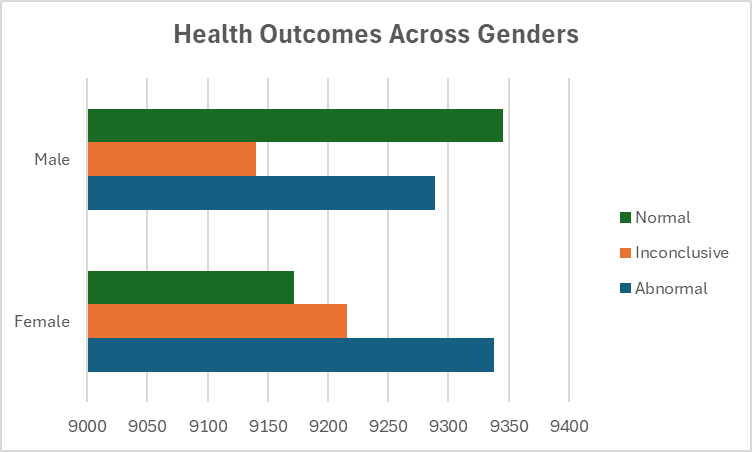 Health Outcomes Across Genders
Male
Female
Normal
Inconclusive
Abnormal
9000 9050 9100 9150 9200 9250 9300 9350 9400